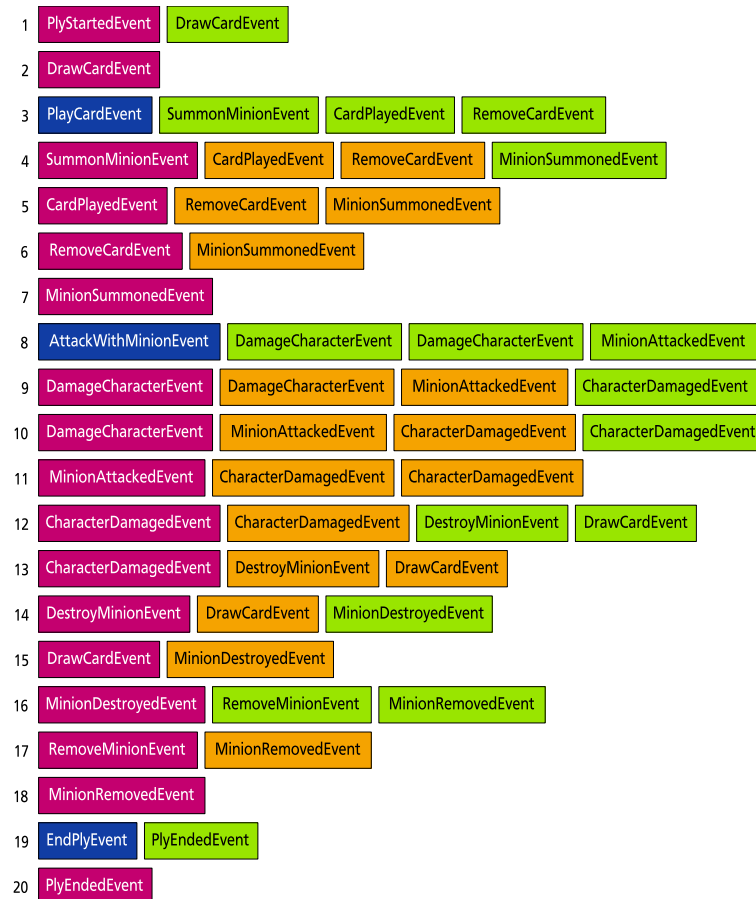 1 PlyStartedEvent DrawCardEvent
2 DrawCardEvent
3 PlayCardEvent SummonMinionEvent CardPlayedEvent RemoveCardEvent
4 SummonMinionEvent CardPlayedEvent RemoveCardEvent MinionSummonedEvent
5 CardPlayedEvent RemoveCardEvent MinionSummonedEvent
6 RemoveCardEvent MinionSummonedEvent
7 MinionSummonedEvent
8 AttackWithMinionEvent DamageCharacterEvent DamageCharacterEvent MinionAttackedEvent
9 DamageCharacterEvent DamageCharacterEvent MinionAttackedEvent CharacterDamagedEvent
10 DamageCharacterEvent MinionAttackedEvent CharacterDamagedEvent CharacterDamagedEvent
11 MinionAttackedEvent CharacterDamagedEvent CharacterDamagedEvent
12 CharacterDamagedEvent CharacterDamagedEvent DestroyMinionEvent DrawCardEvent
13 CharacterDamagedEvent DestroyMinionEvent DrawCardEvent
14 DestroyMinionEvent DrawCardEvent MinionDestroyedEvent
15 DrawCardEvent MinionDestroyedEvent
16 MinionDestroyedEvent RemoveMinionEvent MinionRemovedEvent
17 RemoveMinionEvent MinionRemovedEvent
18 MinionRemovedEvent
19 EndPlyEvent PlyEndedEvent
20 PlyEndedEvent